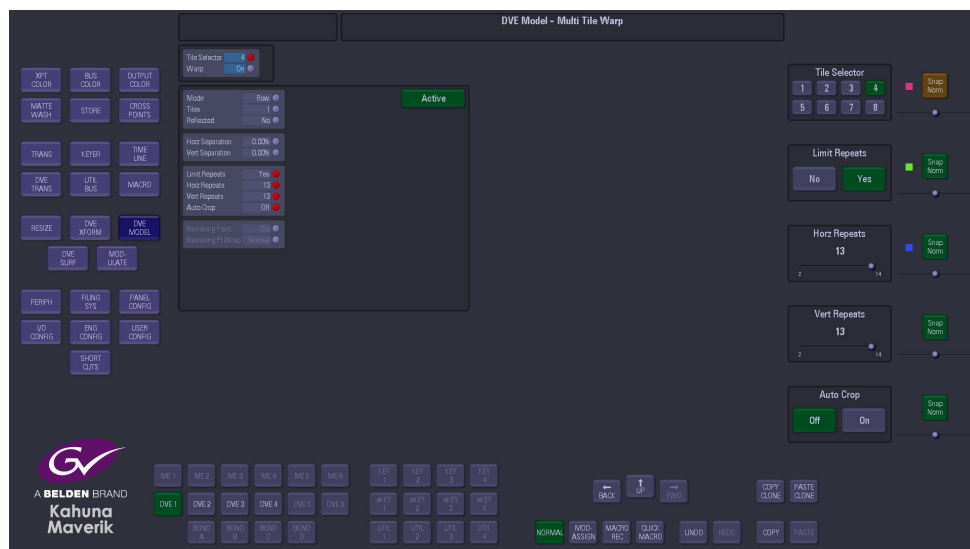 DVE Model - Multi Tile Warp
Tile Selector 4
Warp On
Mode Row
Tiles 1
Reflected No
Horz Separation 0.00%
Vert Separation 0.00%
Limit Repeats Yes
Horz Repeats 13
Vert Repeats 13
Auto Crop Off
Vanishing Point Clip
Vanishing Pt Wrap Normal
Active
XPT
COLOR
BUS
COLOR
OUTPUT
COLOR
MATTE
WASH
STORE
CROSS
POINTS
TRANS
KEYER
TIME
LINE
DVE
TRANS
UTIL
BUS
MACRO
RESIZE
DVE
XFORM
DVE
MODEL
DVE
SURF
MOD-
ULATE
PERIPH
FILING
SYS
PANEL
CONFIG
I/O
CONFIG
ENG
CONFIG
USER
CONFIG
SHORT
CUTS
Tile Selector
1 2 3 4
5 6 7 8
Snap
Norm
Limit Repeats
No Yes
Snap
Norm
Horz Repeats
13
2 14
Snap
Norm
Vert Repeats
13
2 14
Snap
Norm
Auto Crop
Off On
Snap
Norm
GV
A BELDEN BRAND
Kahuna
Maverik
ME 1 ME 2 ME 3 ME 4 ME 5 ME 6
DVE 1 DVE 2 DVE 3 DVE 4 DVE 5 DVE 6
BGND
A
BGND
B
BGND
C
BGND
D
KEY
1
KEY
2
KEY
3
KEY
4
eKEY
1
eKEY
2
eKEY
3
eKEY
4
UTIL
1
UTIL
2
UTIL
3
UTIL
4
←
BACK
↑
UP
→
FWD
COPY
CLONE
PASTE
CLONE
NORMAL
MOD-
ASSIGN
MACRO
REC
QUICK
MACRO
UNDO
REDO
COPY
PASTE